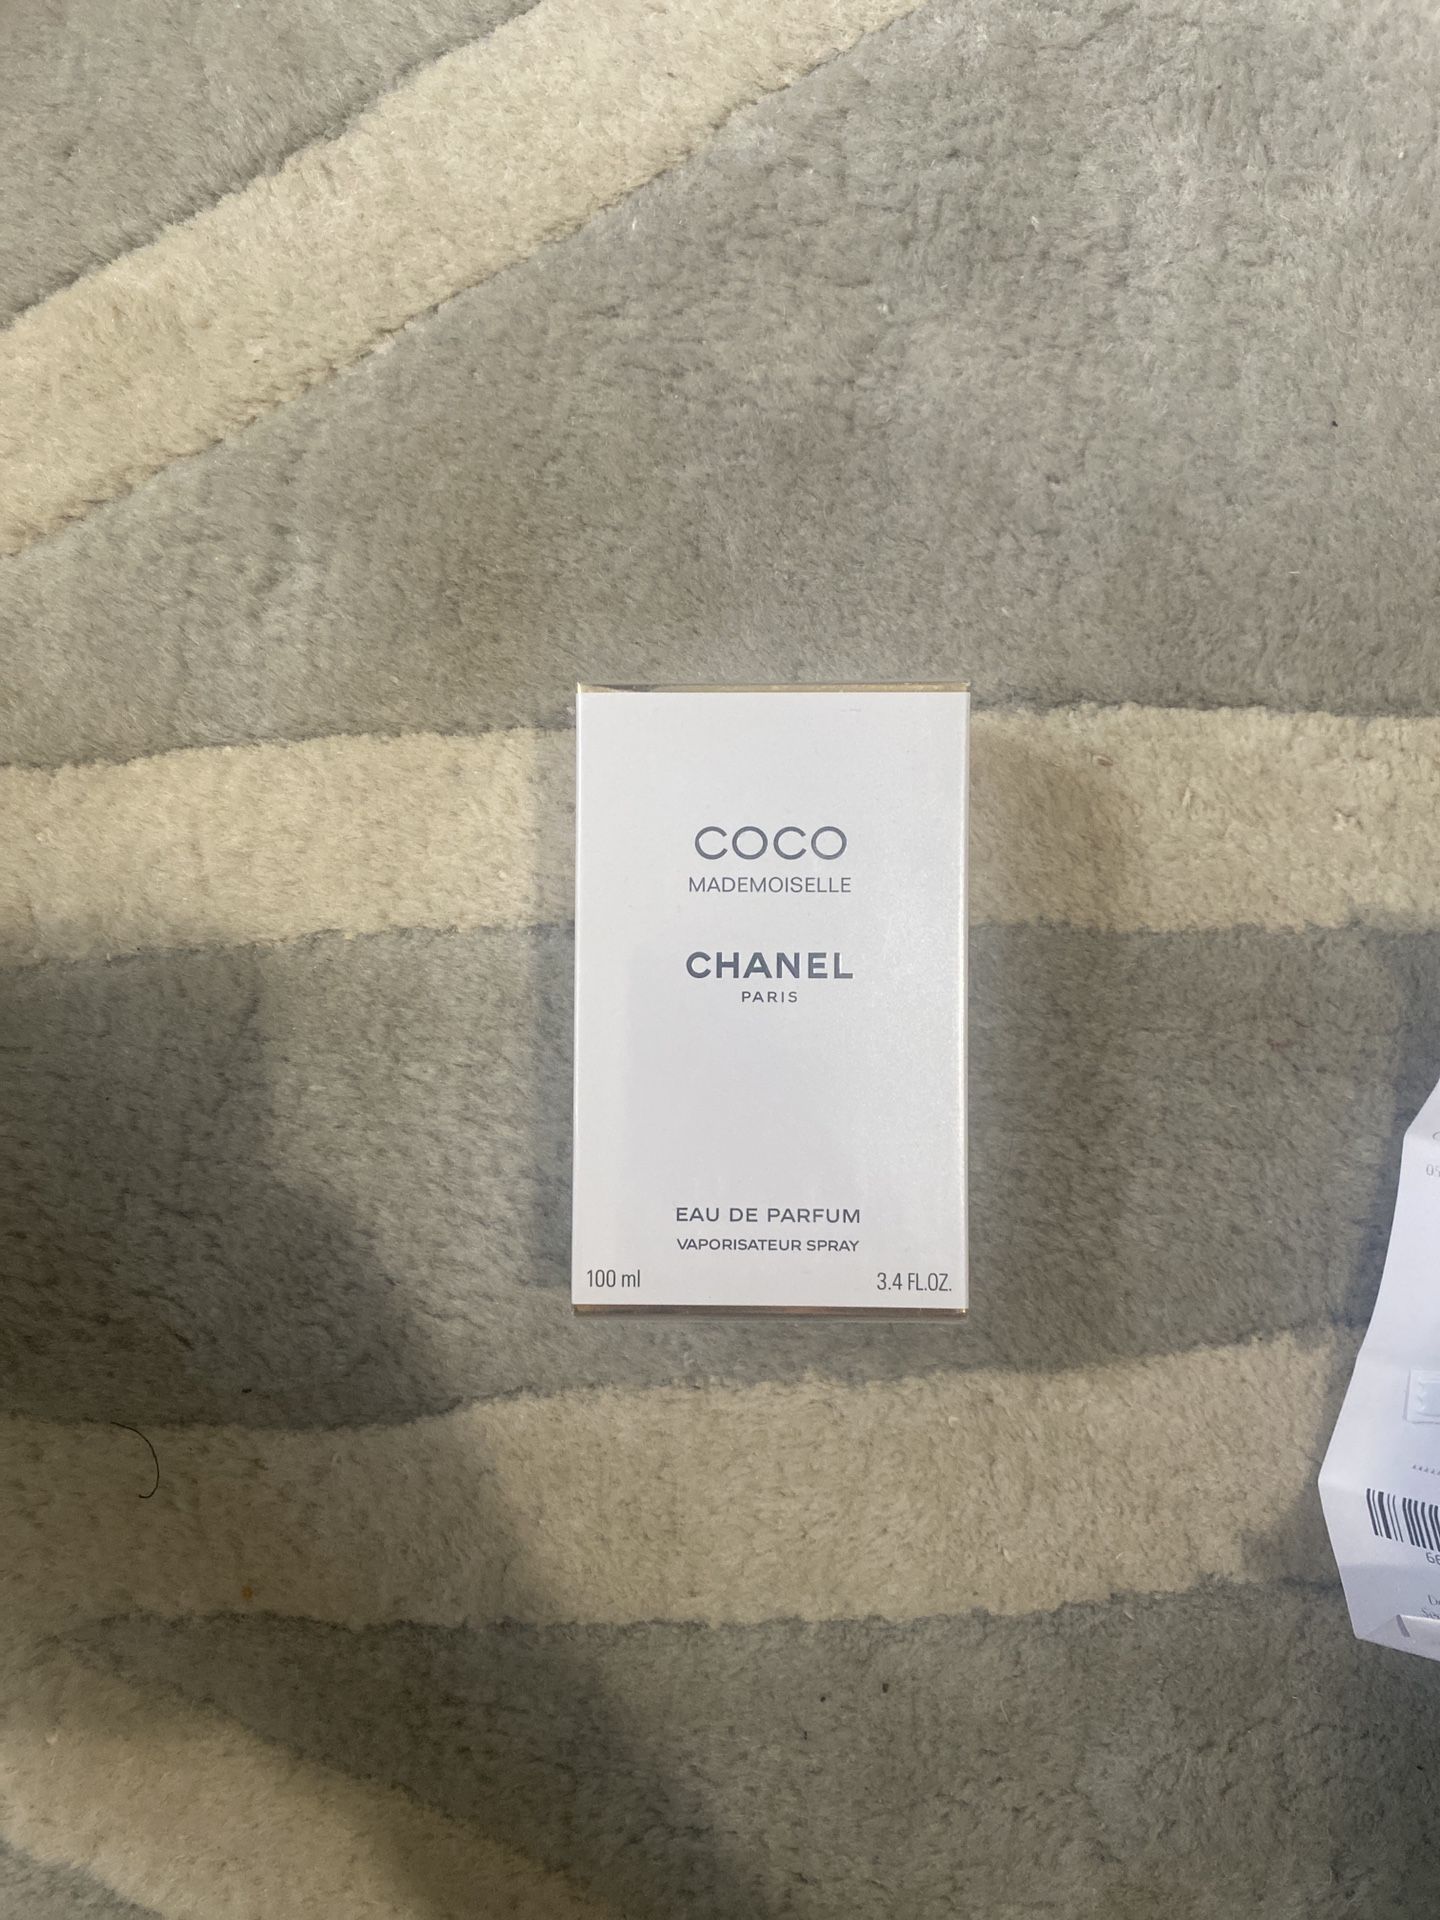 COCO
MADEMOISELLE
CHANEL
PARIS
EAU DE PARFUM
VAPORISATEUR SPRAY
100 ml 3.4 FL.OZ.